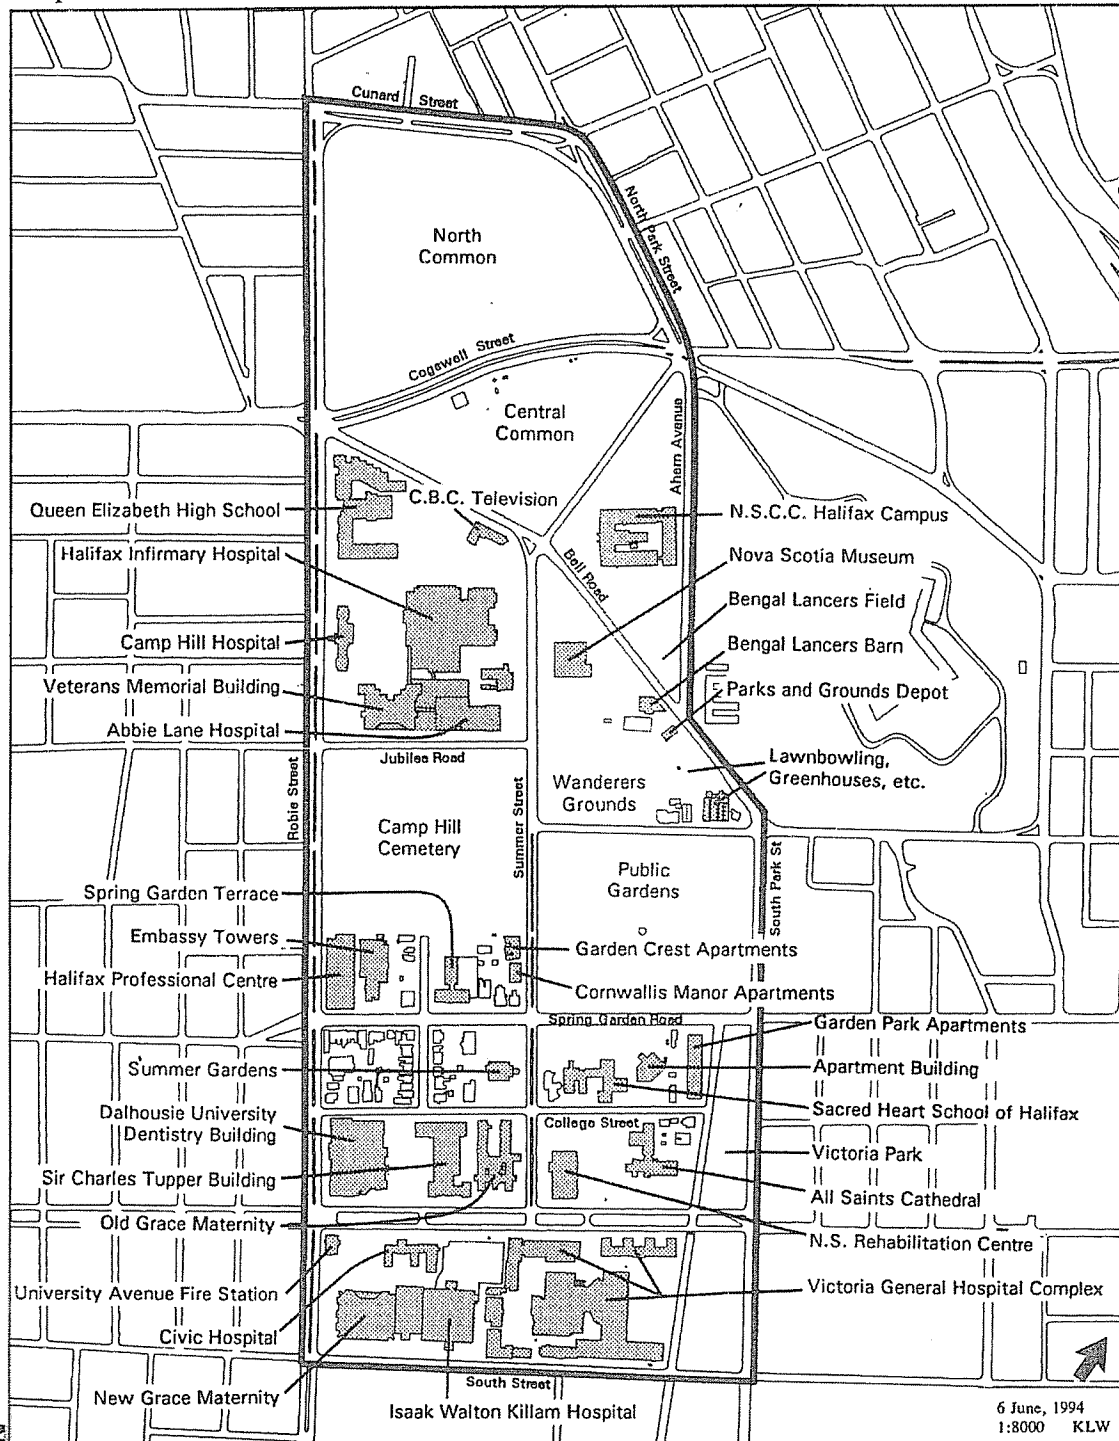 Cunard Street
North Park Street
North
Common
Cogswell Street
Central
Common
Ahern Avenue
C.B.C. Television
Queen Elizabeth High School
N.S.C.C. Halifax Campus
Halifax Infirmary Hospital
Nova Scotia Museum
Bell Road
Bengal Lancers Field
Camp Hill Hospital
Bengal Lancers Barn
Veterans Memorial Building
Parks and Grounds Depot
Abbie Lane Hospital
Jubilee Road
Lawnbowling,
Greenhouses, etc.
Wanderers
Grounds
Robie Street
Summer Street
Camp Hill
Cemetery
Public
Gardens
South Park St
Spring Garden Terrace
Embassy Towers
Garden Crest Apartments
Halifax Professional Centre
Cornwallis Manor Apartments
Spring Garden Road
Garden Park Apartments
Summer Gardens
Apartment Building
Dalhousie University
Dentistry Building
Sacred Heart School of Halifax
College Street
Victoria Park
Sir Charles Tupper Building
All Saints Cathedral
Old Grace Maternity
N.S. Rehabilitation Centre
University Avenue Fire Station
Victoria General Hospital Complex
Civic Hospital
New Grace Maternity
South Street
Isaak Walton Killam Hospital
6 June, 1994
1:8000 KLW